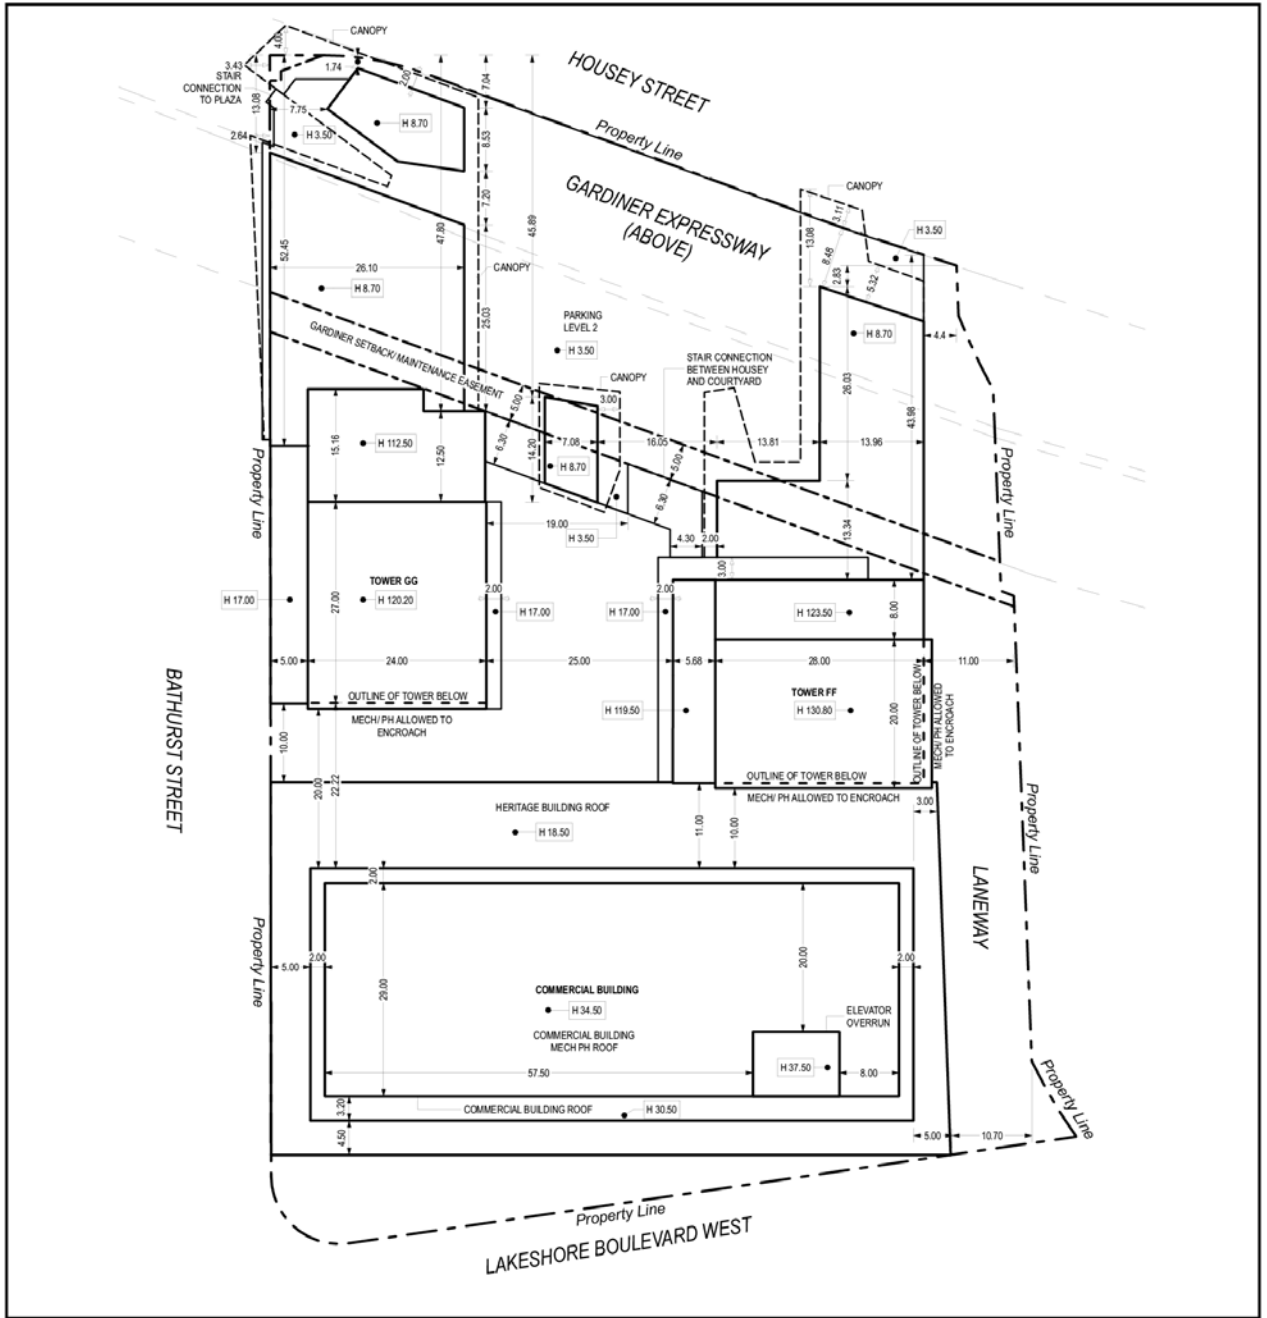 CANOPY
4.00
HOUSEY STREET
3.43
1.74
2.00
7.04
STAIR
CONNECTION
TO PLAZA
13.08
7.75
H 3.50
H 8.70
8.53
Property Line
2.64
7.20
45.89
47.80
GARDINER EXPRESSWAY
(ABOVE)
CANOPY
3.11
13.08
H 3.50
8.48
2.83
5.32
52.45
26.10
CANOPY
H 8.70
25.03
PARKING
LEVEL 2
H 3.50
H 8.70
4.4
GARDINER SETBACK/ MAINTENANCE EASEMENT
STAIR CONNECTION
BETWEEN HOUSEY
AND COURTYARD
CANOPY
26.03
43.98
5.00
3.00
15.16
H 112.50
12.50
6.30
14.20
7.08
16.05
13.81
13.96
H 8.70
5.00
6.30
Property Line
Property Line
19.00
H 3.50
4.30
2.00
13.34
3.00
TOWER GG
H 17.00
27.00
H 120.20
2.00
H 17.00
2.00
H 17.00
H 123.50
8.00
5.00
24.00
25.00
5.68
28.00
11.00
BATHURST STREET
OUTLINE OF TOWER BELOW
MECH/ PH ALLOWED TO
ENCROACH
10.00
20.00
22.22
TOWER FF
H 119.50
H 130.80
20.00
OUTLINE OF TOWER BELOW
MECH/ PH ALLOWED
TO ENCROACH
OUTLINE OF TOWER BELOW
MECH/ PH ALLOWED TO ENCROACH
3.00
HERITAGE BUILDING ROOF
H 18.50
11.00
10.00
Property Line
LANEWAY
2.00
Property Line
5.00
2.00
29.00
20.00
2.00
COMMERCIAL BUILDING
H 34.50
COMMERCIAL BUILDING
MECH PH ROOF
ELEVATOR
OVERRUN
H 37.50
57.50
8.00
3.20
COMMERCIAL BUILDING ROOF
H 30.50
4.50
5.00
10.70
Property Line
Property Line
LAKESHORE BOULEVARD WEST